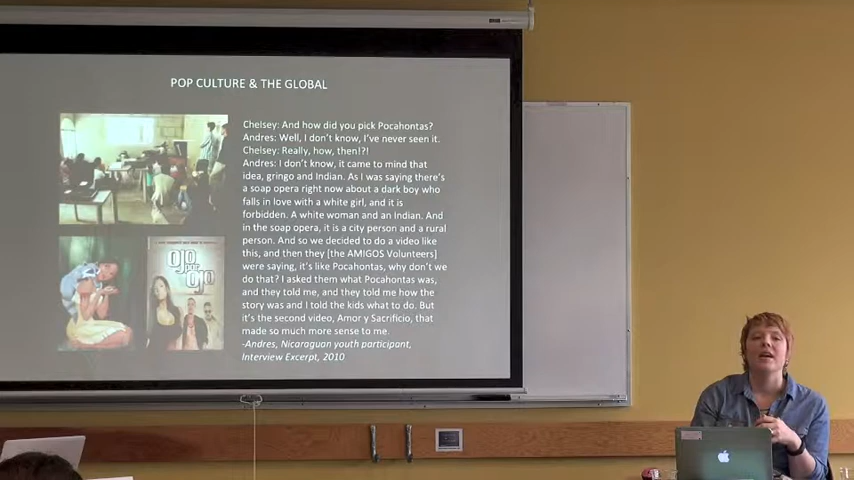 POP CULTURE & THE GLOBAL
Chelsey: And how did you pick Pocahontas?
Andres: Well, I don't know, I've never seen it.
Chelsey: Really, how, then!?!
Andres: I don't know, it came to mind that
idea, gringo and Indian. As I was saying there's
a soap opera right now about a dark boy who
falls in love with a white girl, and it is
forbidden. A white woman and an Indian. And
in the soap opera, it is a city person and a rural
person. And so we decided to do a video like
this, and then they [the AMIGOS Volunteers]
were saying, it's like Pocahontas, why don't we
do that? I asked them what Pocahontas was,
and they told me, and they told me how the
story was and I told the kids what to do. But
it's the second video, Amor y Sacrificio, that
made so much more sense to me.
-Andres, Nicaraguan youth participant,
Interview Excerpt, 2010
ojo
por
ojo